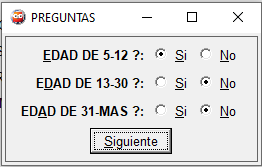 PREGUNTAS
EDAD DE 5-12 ?: Si No
EDAD DE 13-30 ?: Si No
EDAD DE 31-MAS ?: Si No
Siguiente